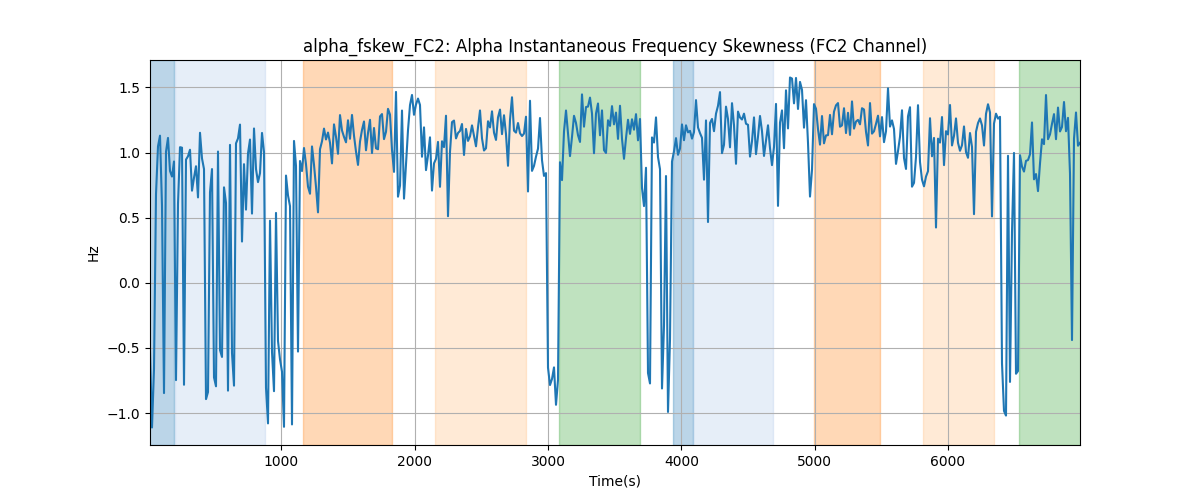 alpha_fskew_FC2: Alpha Instantaneous Frequency Skewness (FC2 Channel)
1.5
1.0
0.5
0.0
−0.5
−1.0
Hz
1000 2000 3000 4000 5000 6000
Time(s)